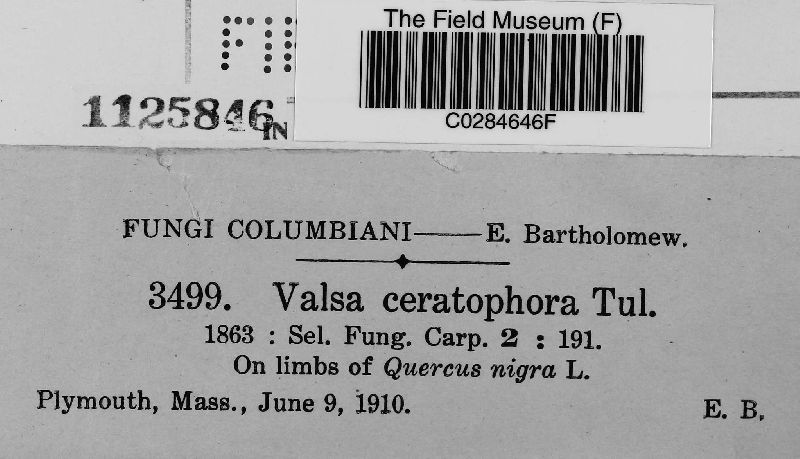 The Field Museum (F)
C0284646F
1125846
IN
FUNGI COLUMBIANI——E. Bartholomew.
3499. Valsa ceratophora Tul.
1863 : Sel. Fung. Carp. 2 : 191.
On limbs of Quercus nigra L.
Plymouth, Mass., June 9, 1910. E. B.